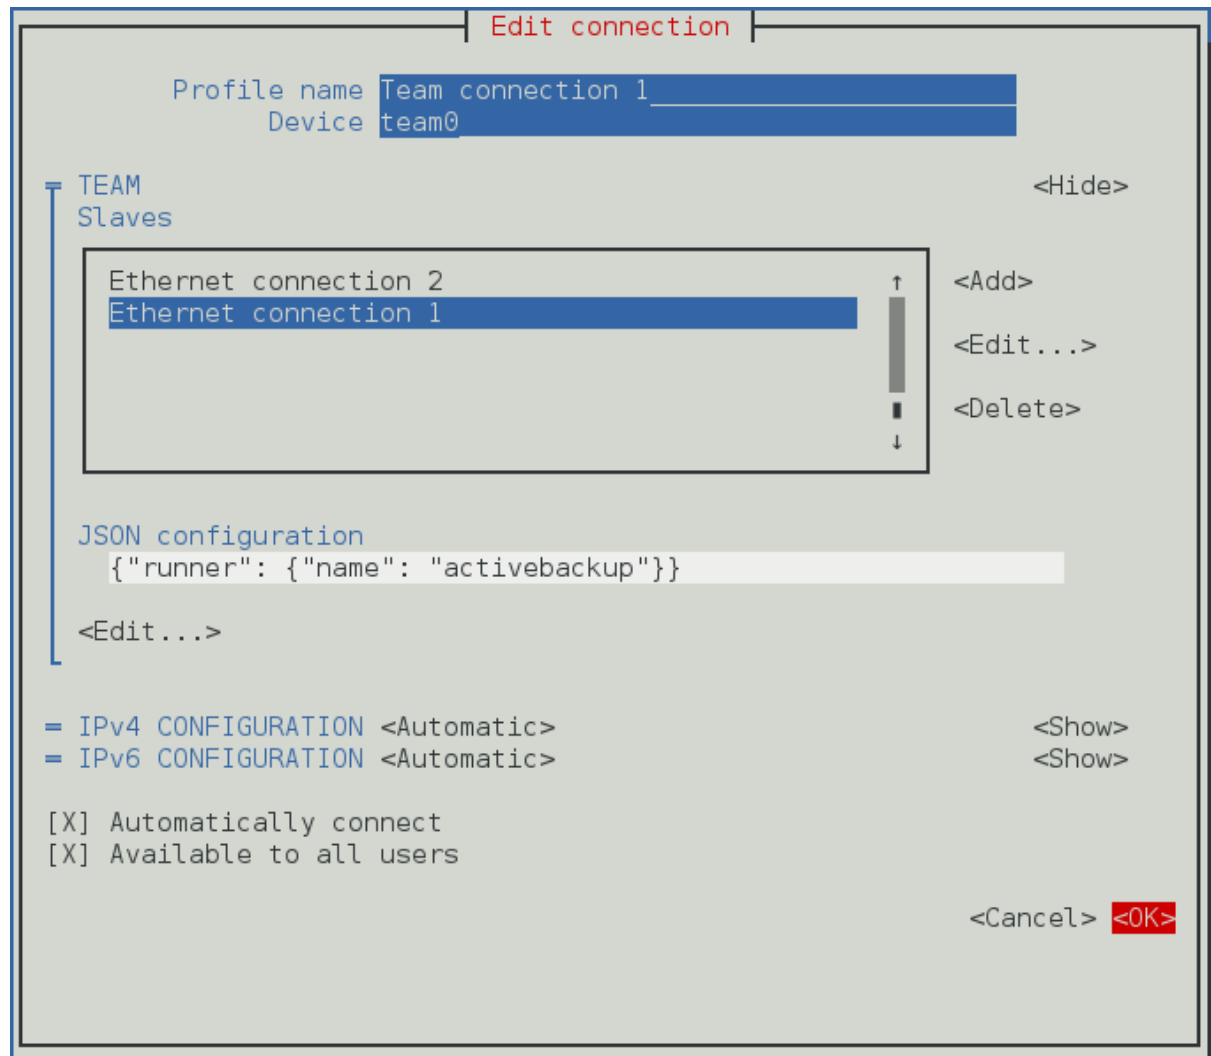 Edit connection
Profile name Team connection 1
Device team0
TEAM <Hide>
Slaves
Ethernet connection 2 ↑ <Add>
Ethernet connection 1
<Edit...>
<Delete>
↓
JSON configuration
{"runner": {"name": "activebackup"}}
<Edit...>
= IPv4 CONFIGURATION <Automatic> <Show>
= IPv6 CONFIGURATION <Automatic> <Show>
[X] Automatically connect
[X] Available to all users
<Cancel> <OK>